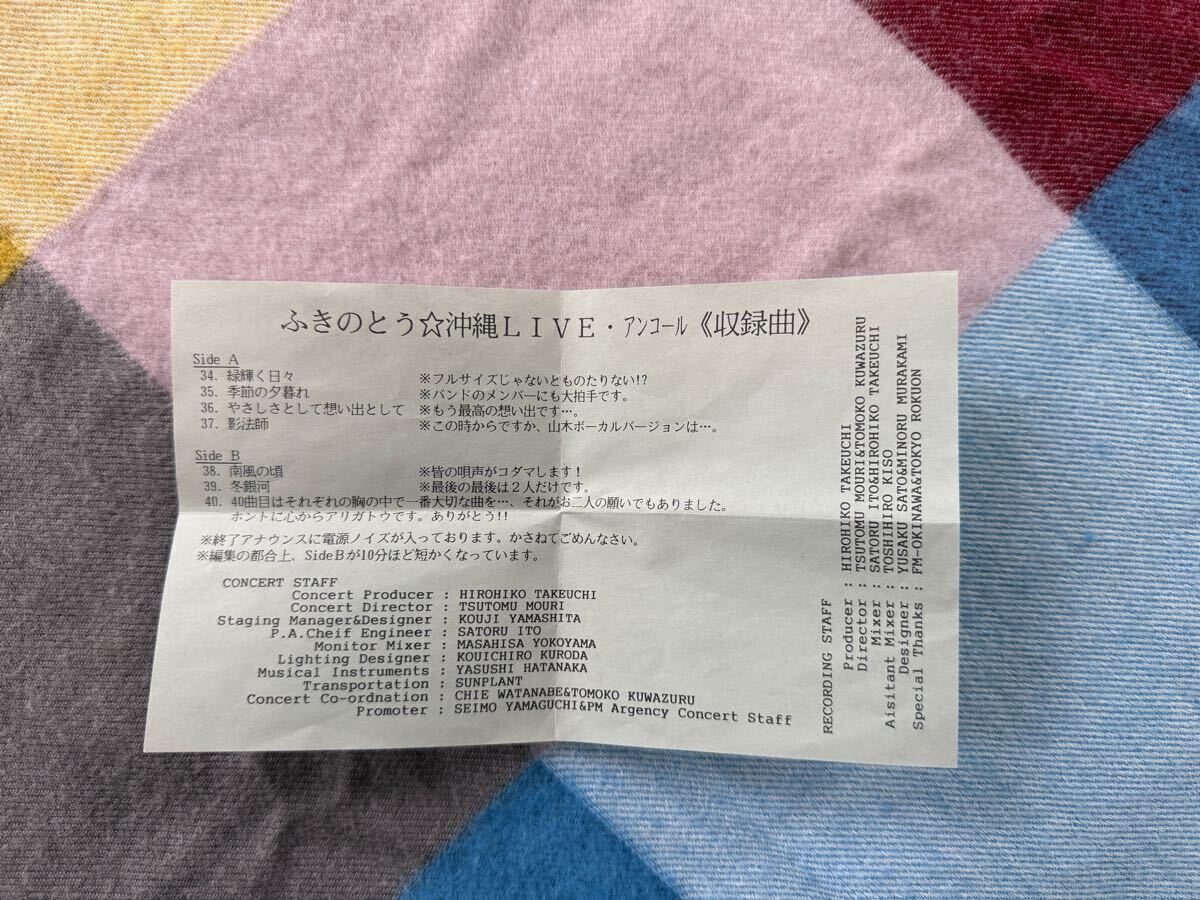 ふきのとう☆沖縄LIVE・アンコール《収録曲》
Side A
34. 緑輝く日々 ※フルサイズじゃないとものたりない!?
35. 季節の夕暮れ ※バンドのメンバーにも大拍手です。
36. やさしさとして想い出として ※もう最高の想い出です…。
37. 影法師 ※この時からですか、山木ボーカルバージョンは…。
Side B
38. 南風の頃 ※皆の唄声がコダマします!
39. 冬銀河 ※最後の最後は2人だけです。
40. 40曲目はそれぞれの胸の中で一番大切な曲を…、それがお二人の願いでもありました。
ホントに心からアリガトウです。ありがとう!!
※終了アナウンスに電源ノイズが入っております。かさねてごめんなさい。
※編集の都合上、SideBが10分ほど短かくなっています。
CONCERT STAFF
Concert Producer : HIROHIKO TAKEUCHI
Concert Director : TSUTOMU MOURI
Staging Manager&Designer : KOUJI YAMASHITA
P.A.Cheif Engineer : SATORU ITO
Monitor Mixer : MASAHISA YOKOYAMA
Lighting Designer : KOUICHIRO KURODA
Musical Instruments : YASUSHI HATANAKA
Transportation : SUNPLANT
Concert Co-ordnation : CHIE WATANABE&TOMOKO KUWAZURU
Promoter : SEIMO YAMAGUCHI&PM Argency Concert Staff
RECORDING STAFF
Producer : HIROHIKO TAKEUCHI
Director : TSUTOMU MOURI&TOMOKO KUWAZURU
Mixer : SATORU ITO&HIROHIKO TAKEUCHI
Aisitant Mixer : TOSHIHIRO KISO
Designer : YUSAKU SATO&MINORU MURAKAMI
Special Thanks : FM-OKINAWA&TOKYO ROKUON